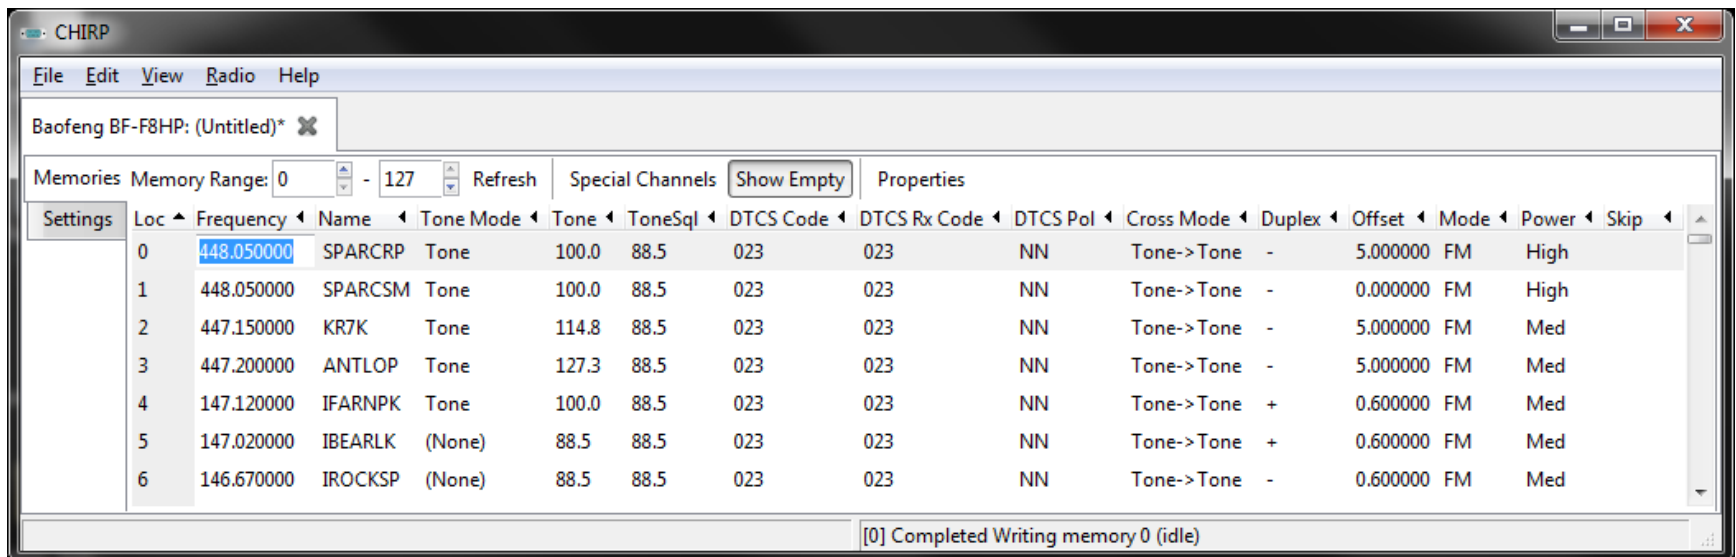 CHIRP
File Edit View Radio Help
Baofeng BF-F8HP: (Untitled)*
Memories Memory Range: 0 - 127 Refresh Special Channels Show Empty Properties
Settings Loc Frequency Name Tone Mode Tone ToneSql DTCS Code DTCS Rx Code DTCS Pol Cross Mode Duplex Offset Mode Power Skip
0 448.050000 SPARCRP Tone 100.0 88.5 023 023 NN Tone->Tone - 5.000000 FM High
1 448.050000 SPARCSM Tone 100.0 88.5 023 023 NN Tone->Tone - 0.000000 FM High
2 447.150000 KR7K Tone 114.8 88.5 023 023 NN Tone->Tone - 5.000000 FM Med
3 447.200000 ANTLOP Tone 127.3 88.5 023 023 NN Tone->Tone - 5.000000 FM Med
4 147.120000 IFARNPK Tone 100.0 88.5 023 023 NN Tone->Tone + 0.600000 FM Med
5 147.020000 IBEARLK (None) 88.5 88.5 023 023 NN Tone->Tone + 0.600000 FM Med
6 146.670000 IROCKSP (None) 88.5 88.5 023 023 NN Tone->Tone - 0.600000 FM Med
[0] Completed Writing memory 0 (idle)